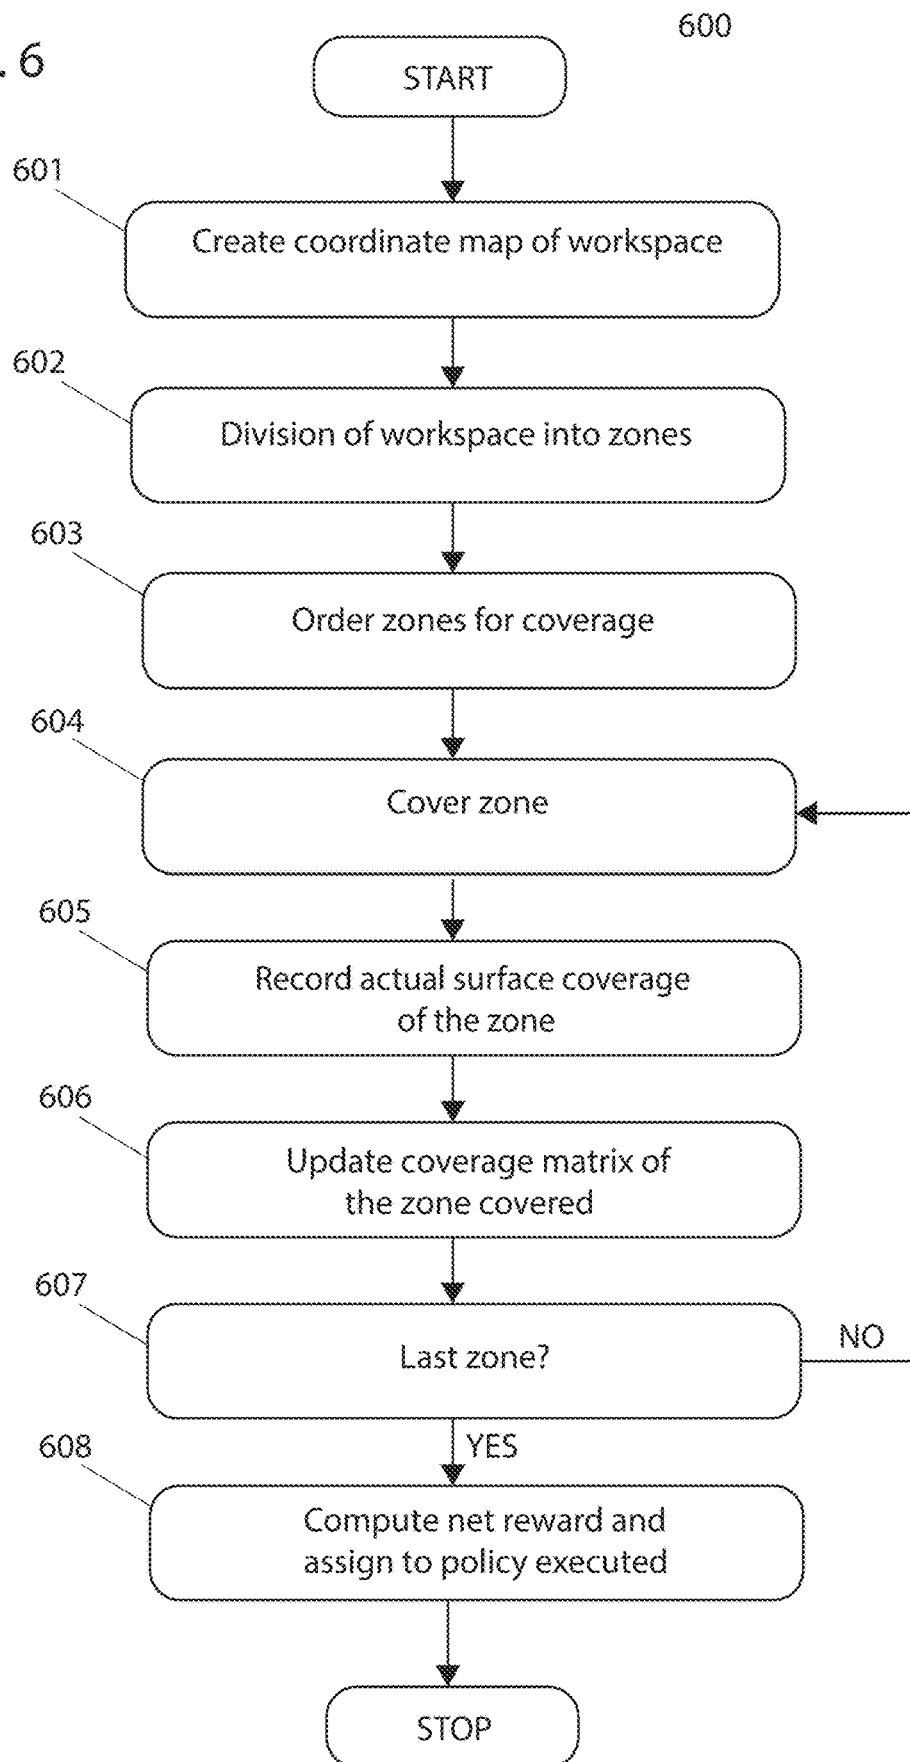 . 6
600
START
601
Create coordinate map of workspace
602
Division of workspace into zones
603
Order zones for coverage
604
Cover zone
605
Record actual surface coverage
of the zone
606
Update coverage matrix of
the zone covered
607
Last zone?
NO
YES
608
Compute net reward and
assign to policy executed
STOP